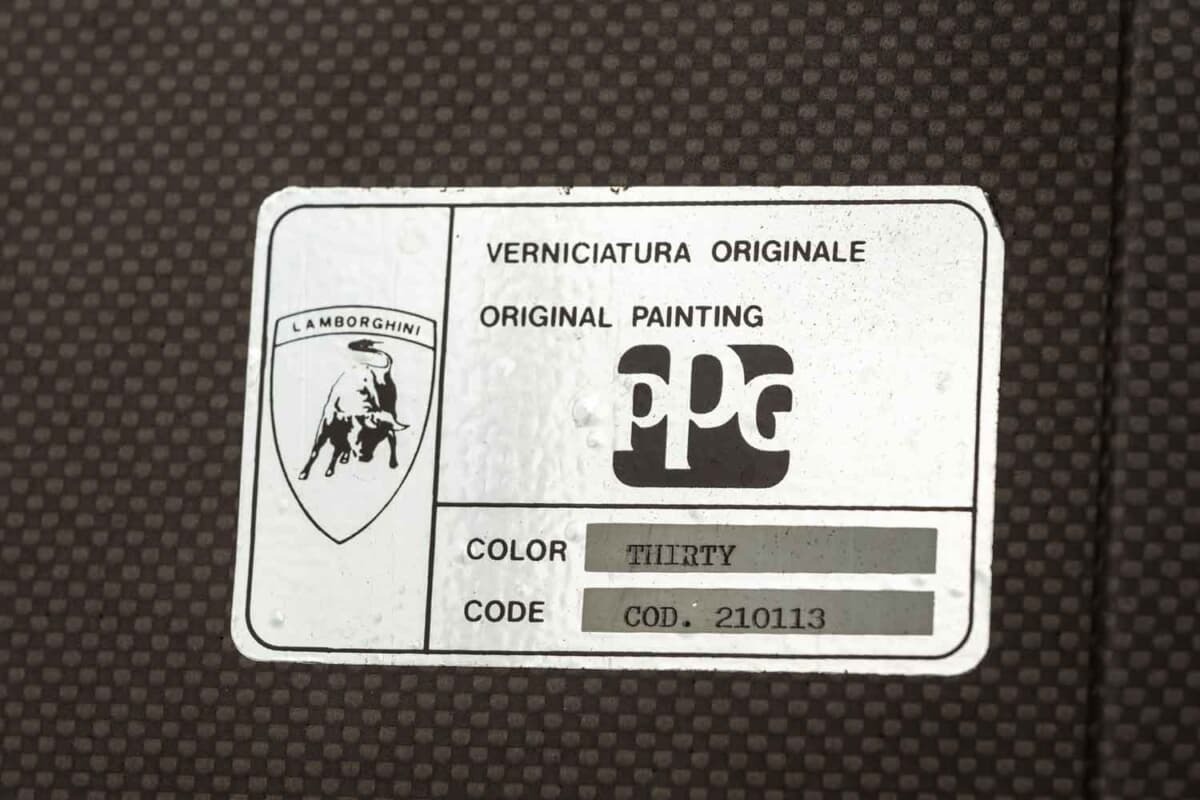 LAMBORGHINI
VERNICIATURA ORIGINALE
ORIGINAL PAINTING
PPG
COLOR THIRTY
CODE COD. 210113